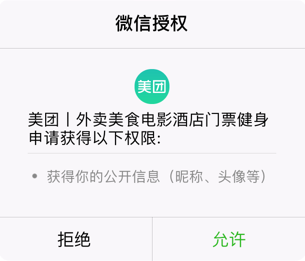 微信授权
美团
美团丨外卖美食电影酒店门票健身
申请获得以下权限:
• 获得你的公开信息（昵称、头像等）
拒绝 允许